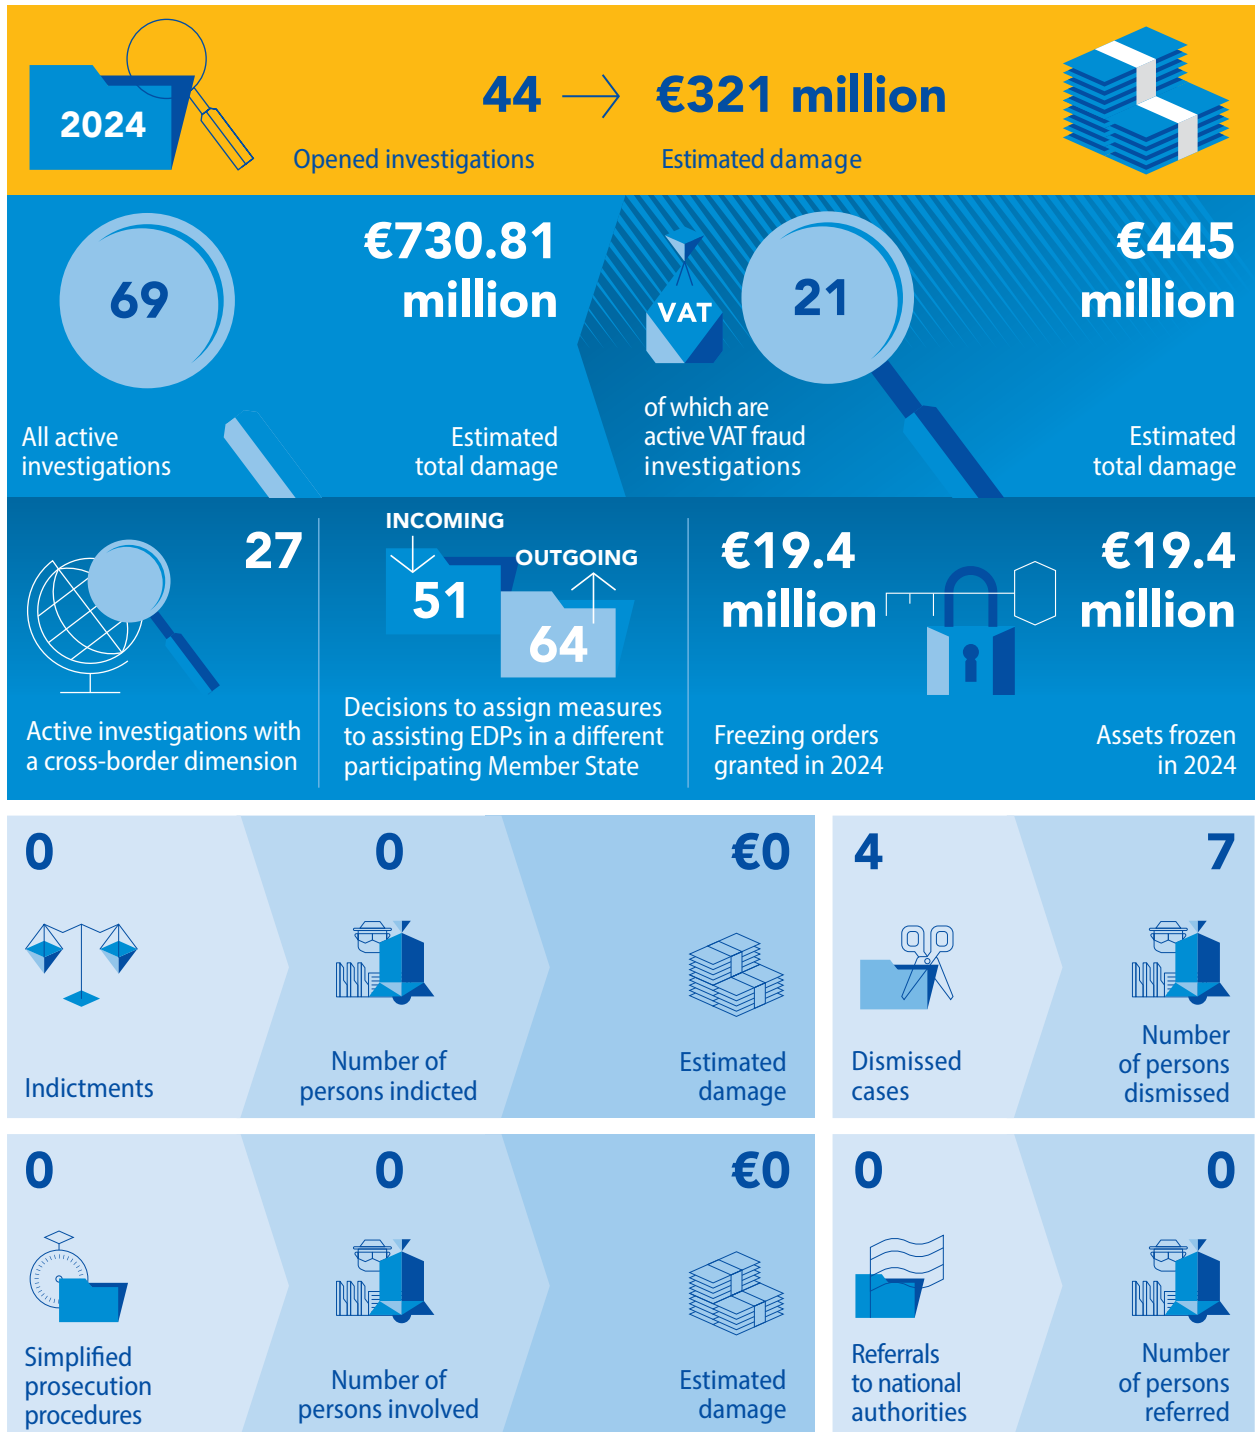 2024
44
€321 million
Opened investigations
Estimated damage
69
€730.81
million
All active
investigations
Estimated
total damage
VAT
21
€445
million
of which are
active VAT fraud
investigations
Estimated
total damage
27
Active investigations with
a cross-border dimension
INCOMING
51
OUTGOING
64
Decisions to assign measures
to assisting EDPs in a different
participating Member State
€19.4
million
Freezing orders
granted in 2024
€19.4
million
Assets frozen
in 2024
0
Indictments
0
Number of
persons indicted
€0
Estimated
damage
4
Dismissed
cases
7
Number
of persons
dismissed
0
Simplified
prosecution
procedures
0
Number of
persons involved
€0
Estimated
damage
0
Referrals
to national
authorities
0
Number
of persons
referred